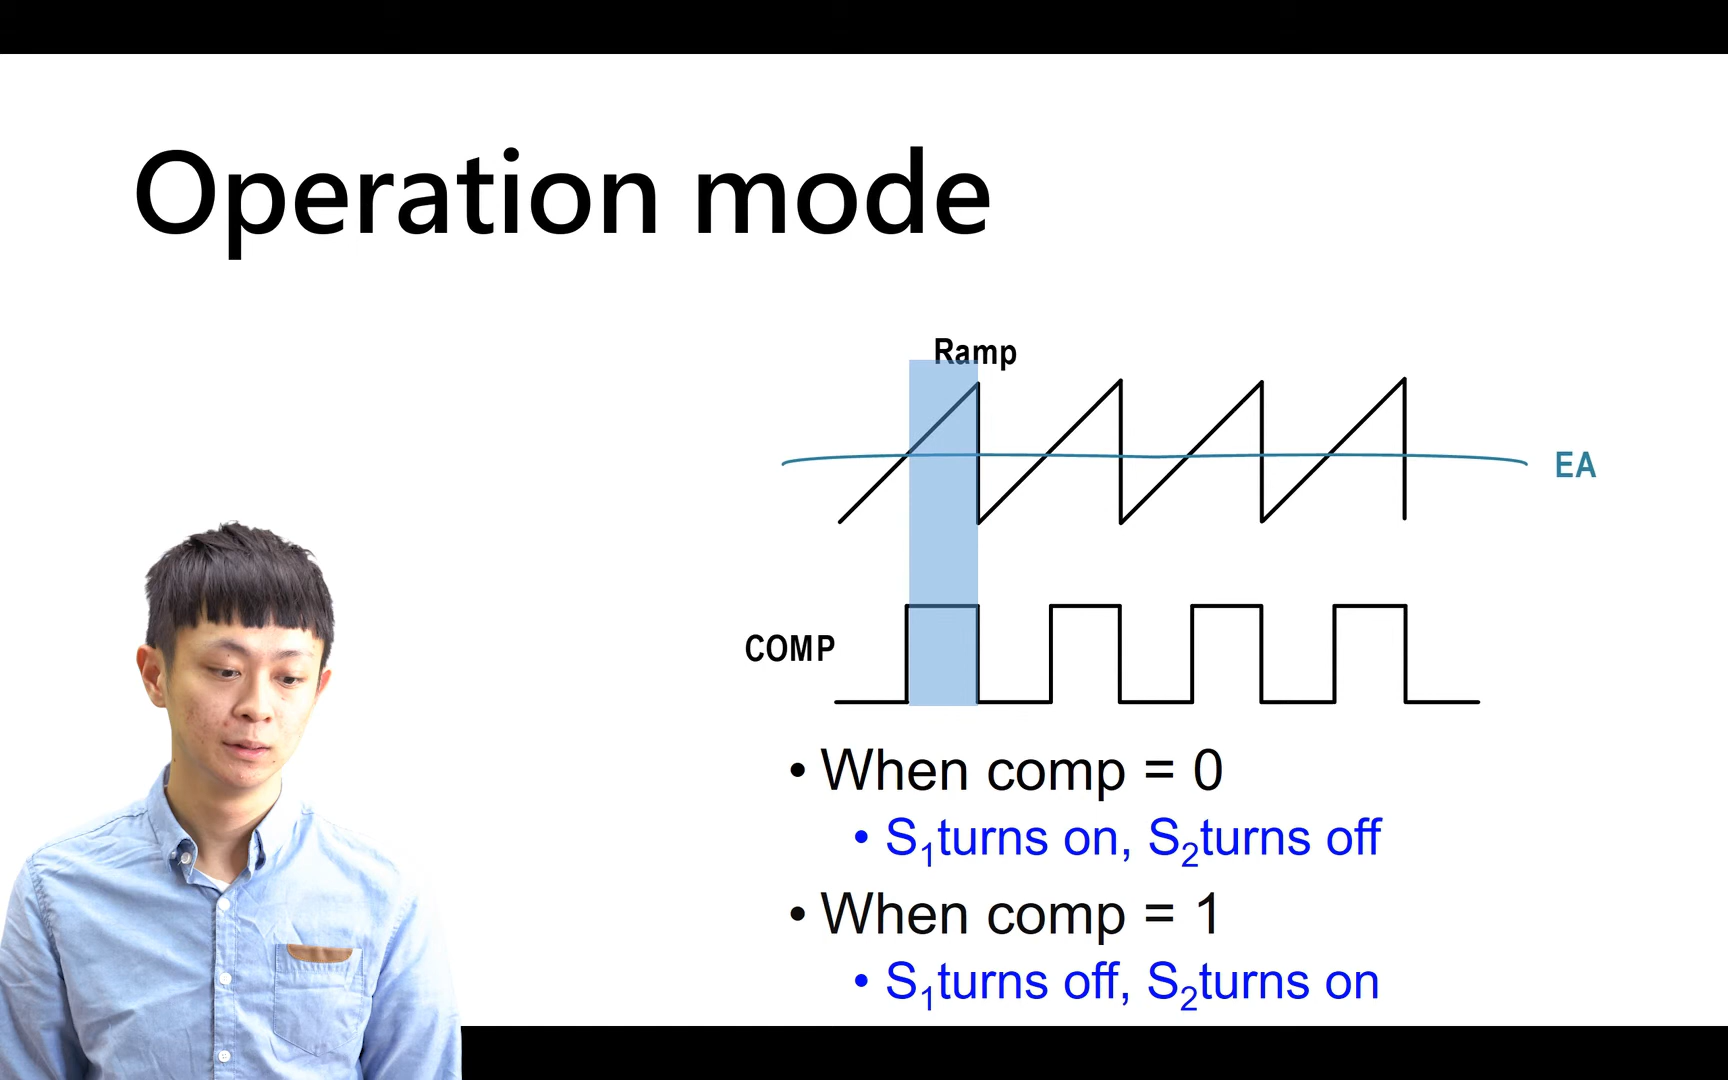 Operation mode
Ramp
EA
COMP
• When comp = 0
• S₁turns on, S₂turns off
• When comp = 1
• S₁turns off, S₂turns on